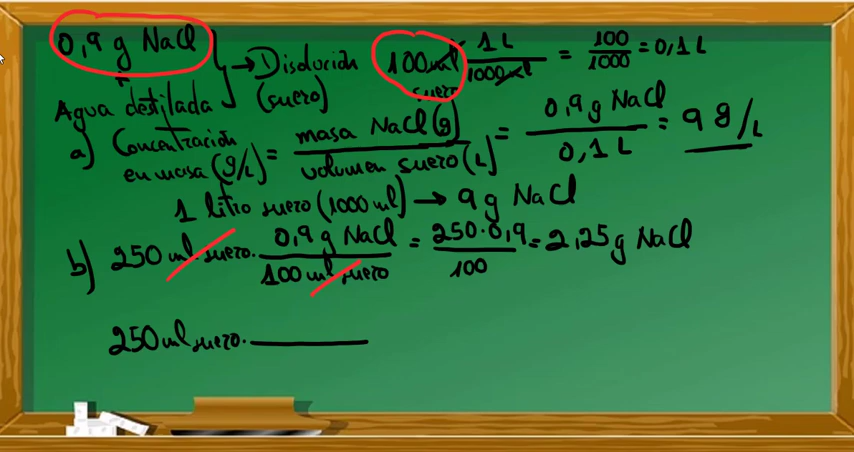 0,9 g NaCl
+
Agua destilada
→ Disolución
(suero)
100 ml 1 L / 1000 ml = 100 / 1000 = 0,1 L
suero
a) Concentración
en masa (g/L) = masa NaCl (g) / volumen suero (L) = 0,9 g NaCl / 0,1 L = 9 g/L
1 litro suero (1000 ml) → 9 g NaCl
b) 250 ml suero · 0,9 g NaCl / 100 ml suero = 250 · 0,9 / 100 = 2,25 g NaCl
250 ml suero ·